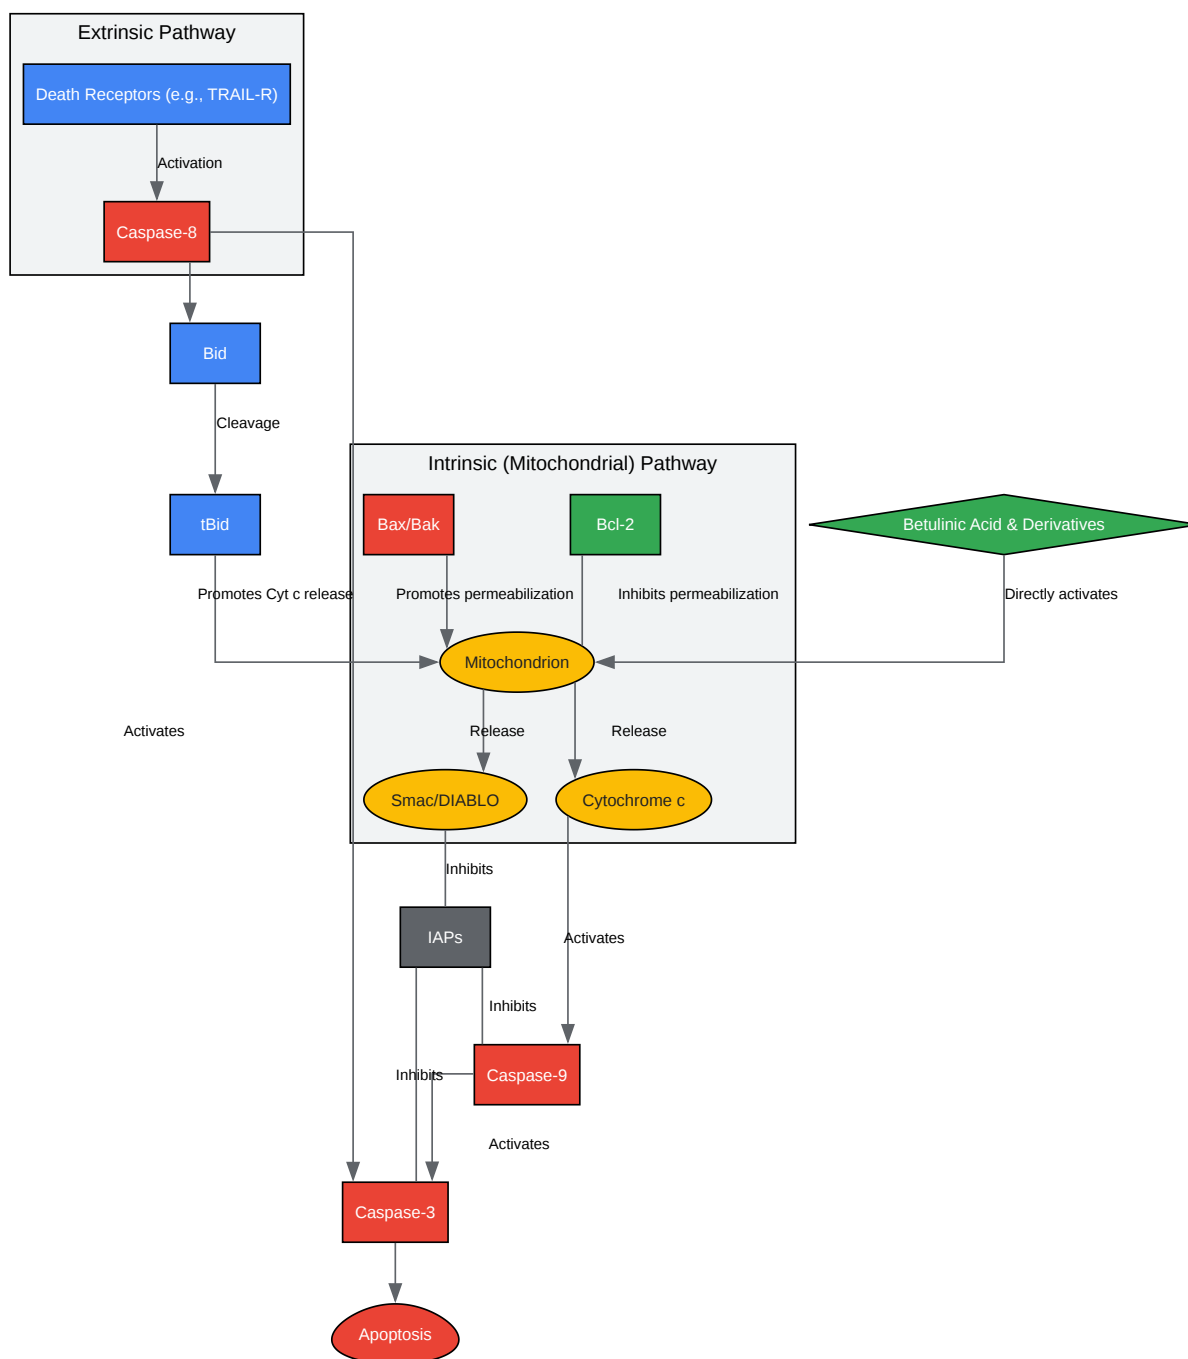 Extrinsic Pathway
Death Receptors (e.g., TRAIL-R)
Activation
Caspase-8
Bid
Cleavage
Intrinsic (Mitochondrial) Pathway
tBid
Bax/Bak
Bcl-2
Betulinic Acid & Derivatives
Promotes Cyt c release
Promotes permeabilization
Inhibits permeabilization
Directly activates
Mitochondrion
Activates
Release
Release
Smac/DIABLO
Cytochrome c
Inhibits
IAPs
Activates
Inhibits
Inhibits
Caspase-9
Activates
Caspase-3
Apoptosis